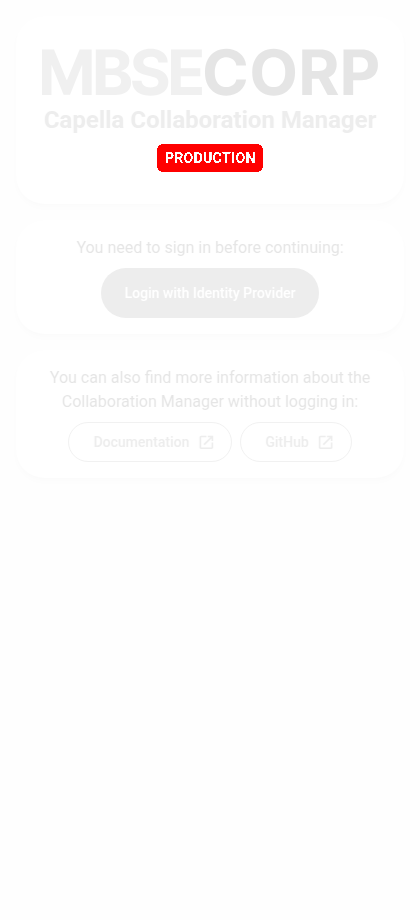 MBSECORP
Capella Collaboration Manager
PRODUCTION
You need to sign in before continuing:
Login with Identity Provider
You can also find more information about the
Collaboration Manager without logging in:
Documentation
GitHub